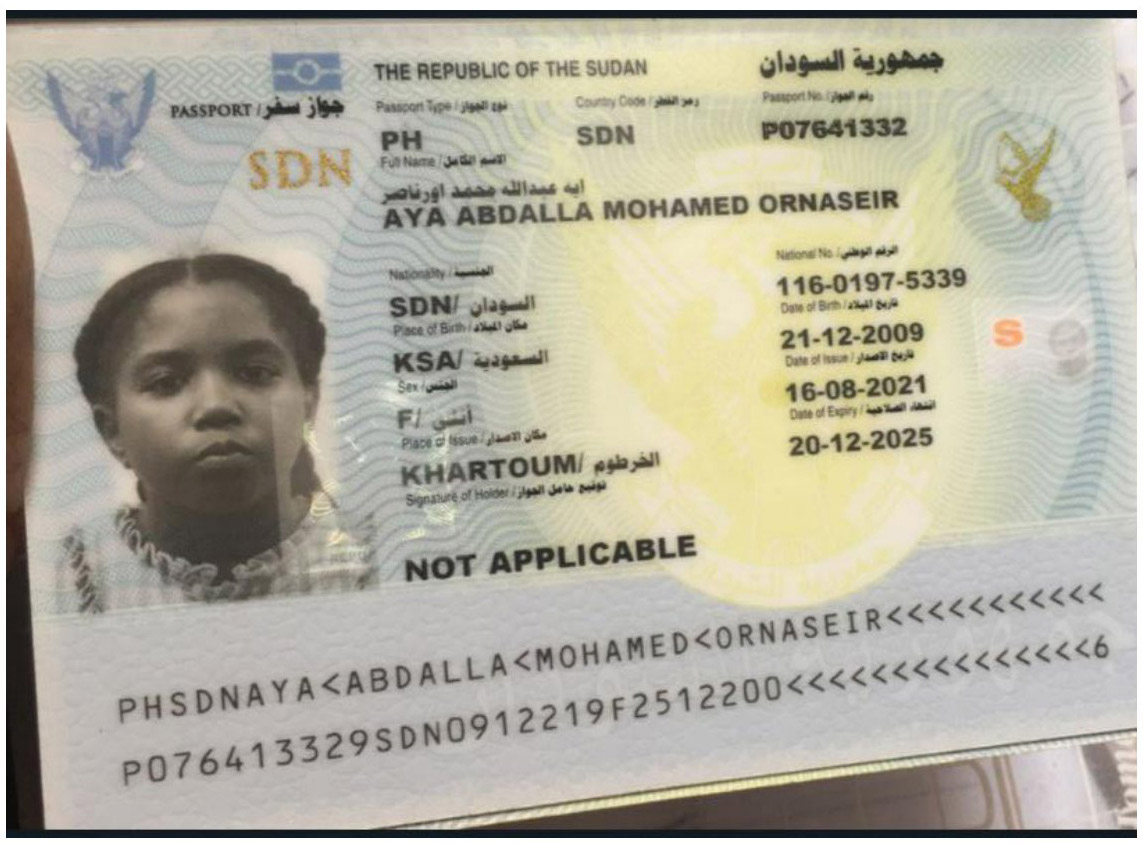 THE REPUBLIC OF THE SUDAN جمهورية السودان
PASSPORT / جواز سفر
Passport Type / نوع الجواز Country Code / رمز القطر Passport No. / رقم الجواز
PH SDN P07641332
SDN
Full Name / الاسم الكامل
ايه عبدالله محمد اورناصر
AYA ABDALLA MOHAMED ORNASEIR
Nationality / الجنسية National No. / الرقم الوطني
SDN/ السودان 116-0197-5339
Place of Birth / مكان الميلاد Date of Birth / تاريخ الميلاد
KSA/ السعودية 21-12-2009
Sex / الجنس Date of Issue / تاريخ الاصدار
F/ أنثى 16-08-2021
Place of Issue / مكان الاصدار Date of Expiry / انتهاء الصلاحية
KHARTOUM/ الخرطوم 20-12-2025
Signature of Holder / توقيع حامل الجواز
NOT APPLICABLE
S
PHSDNAYA<ABDALLA<MOHAMED<ORNASEIR<<<<<<<<<<<
P076413329SDN0912219F2512200<<<<<<<<<<<<<<<6